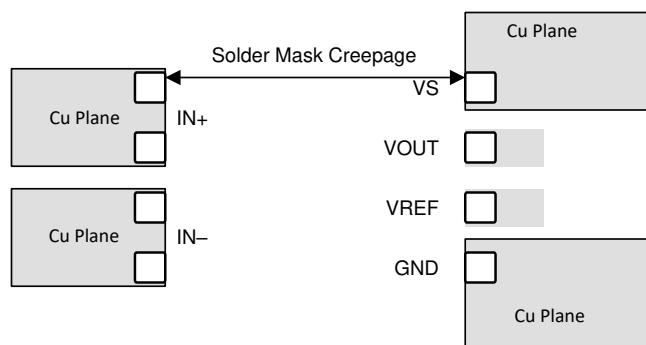 Cu Plane
Solder Mask Creepage
VS
Cu Plane
IN+
VOUT
VREF
Cu Plane
IN–
GND
Cu Plane